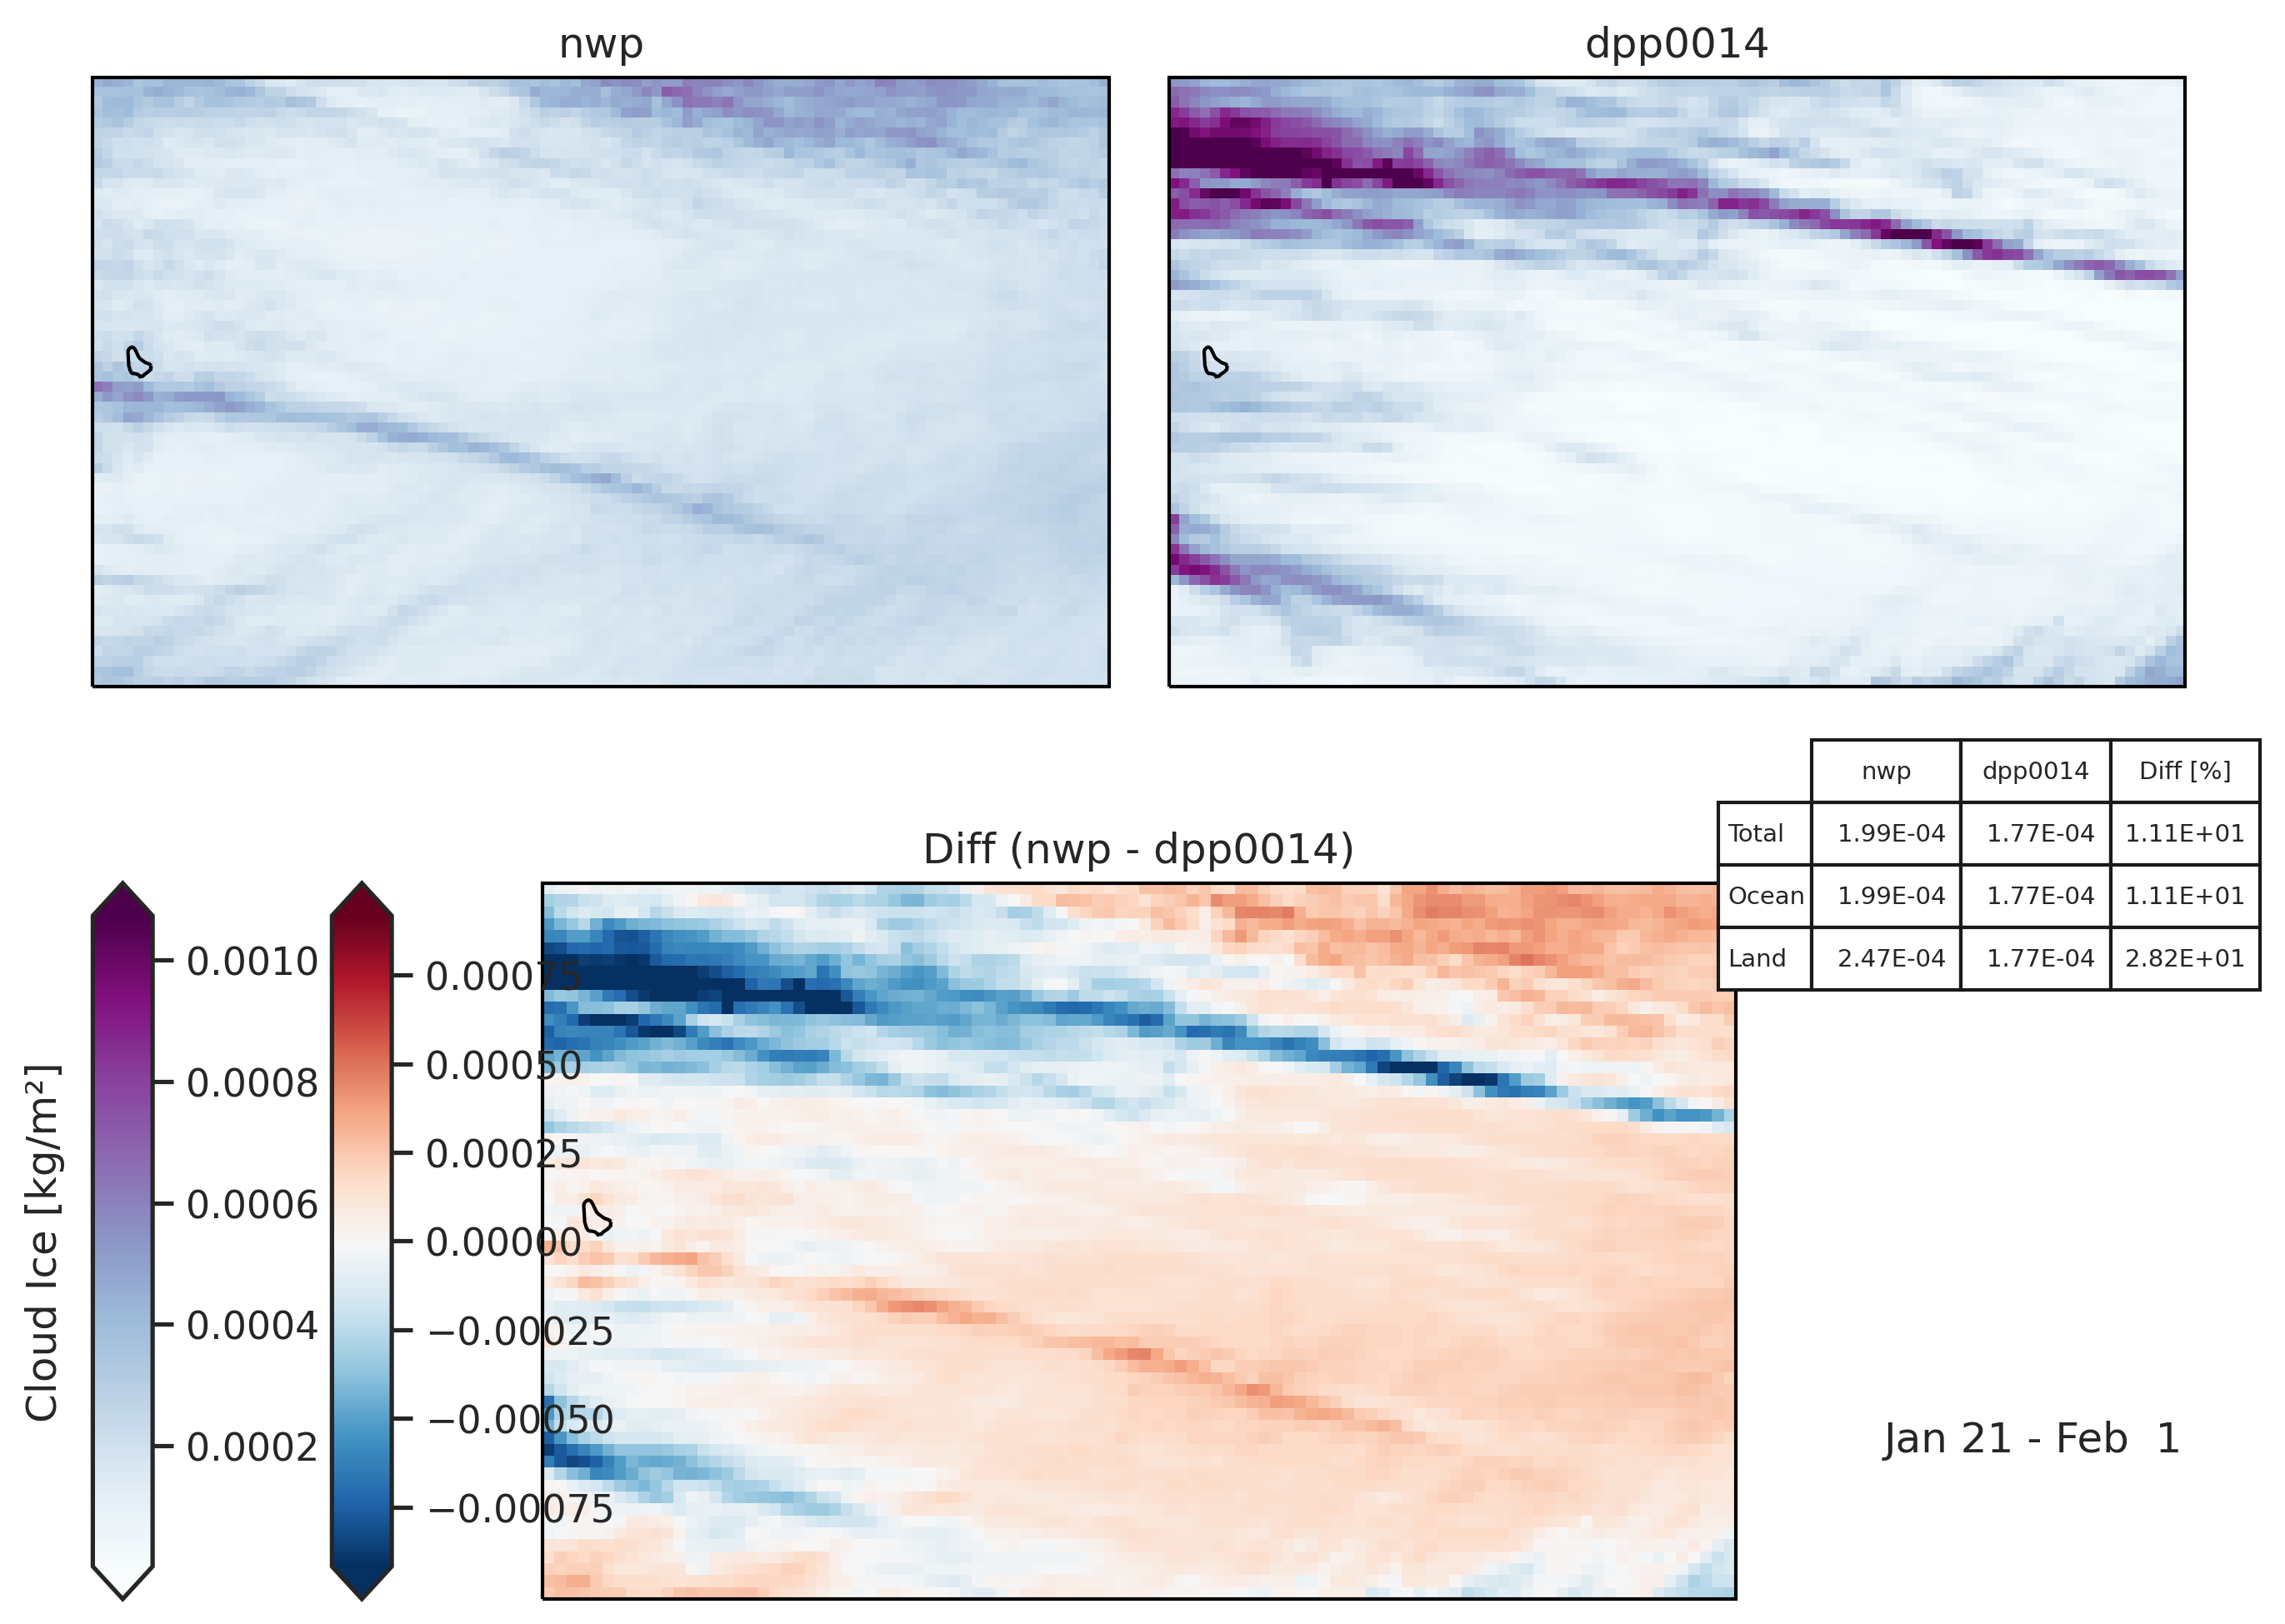 nwp
dpp0014
nwp dpp0014 Diff [%]
Total 1.99E-04 1.77E-04 1.11E+01
Ocean 1.99E-04 1.77E-04 1.11E+01
Land 2.47E-04 1.77E-04 2.82E+01
Diff (nwp - dpp0014)
Cloud Ice [kg/m²]
0.0010
0.0008
0.0006
0.0004
0.0002
0.00075
0.00050
0.00025
0.00000
−0.00025
−0.00050
−0.00075
Jan 21 - Feb  1